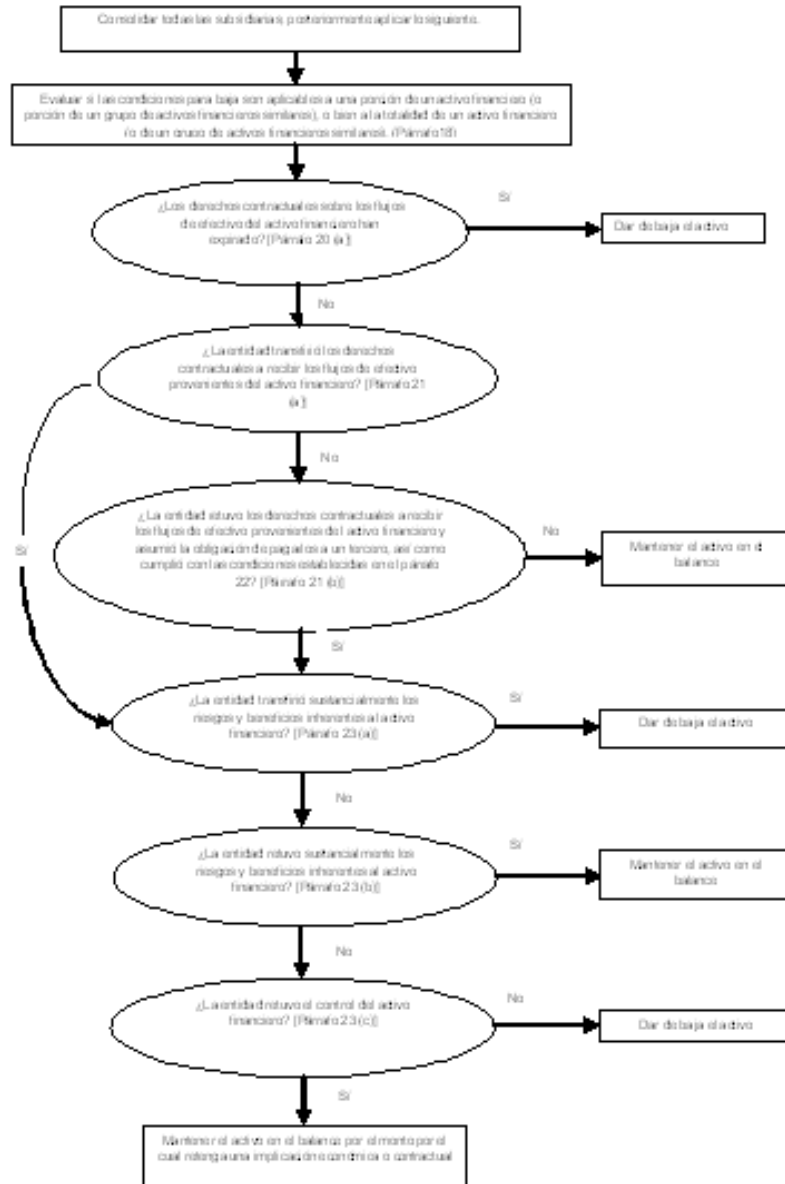 Consolidar todas las subsidiarias, posteriormente aplicar lo siguiente.
Evaluar si las condiciones para baja son aplicables a una porción de un activo financiero (o
porción de un grupo de activos financieros similares), o bien a la totalidad de un activo financiero
(o de un grupo de activos financieros similares). (Párrafo 18)
¿Los derechos contractuales sobre los flujos
de efectivo del activo financiero han
expirado? [Párrafo 20 (a)]
Sí
Dar de baja el activo
No
¿La entidad transfirió los derechos
contractuales a recibir los flujos de efectivo
provenientes del activo financiero? [Párrafo 21
(a)]
No
¿La entidad retuvo los derechos contractuales a recibir
los flujos de efectivo provenientes del activo financiero y
asumió la obligación de pagarlos a un tercero, así como
cumplió con las condiciones establecidas en el párrafo
22? [Párrafo 21 (b)]
No
Mantener el activo en el
balance
Sí
Sí
¿La entidad transfirió sustancialmente los
riesgos y beneficios inherentes al activo
financiero? [Párrafo 23 (a)]
Sí
Dar de baja el activo
No
¿La entidad retuvo sustancialmente los
riesgos y beneficios inherentes al activo
financiero? [Párrafo 23 (b)]
Sí
Mantener el activo en el
balance
No
¿La entidad retuvo el control del activo
financiero? [Párrafo 23 (c)]
No
Dar de baja el activo
Sí
Mantener el activo en el balance por el monto por el
cual retenga una implicación económica o contractual